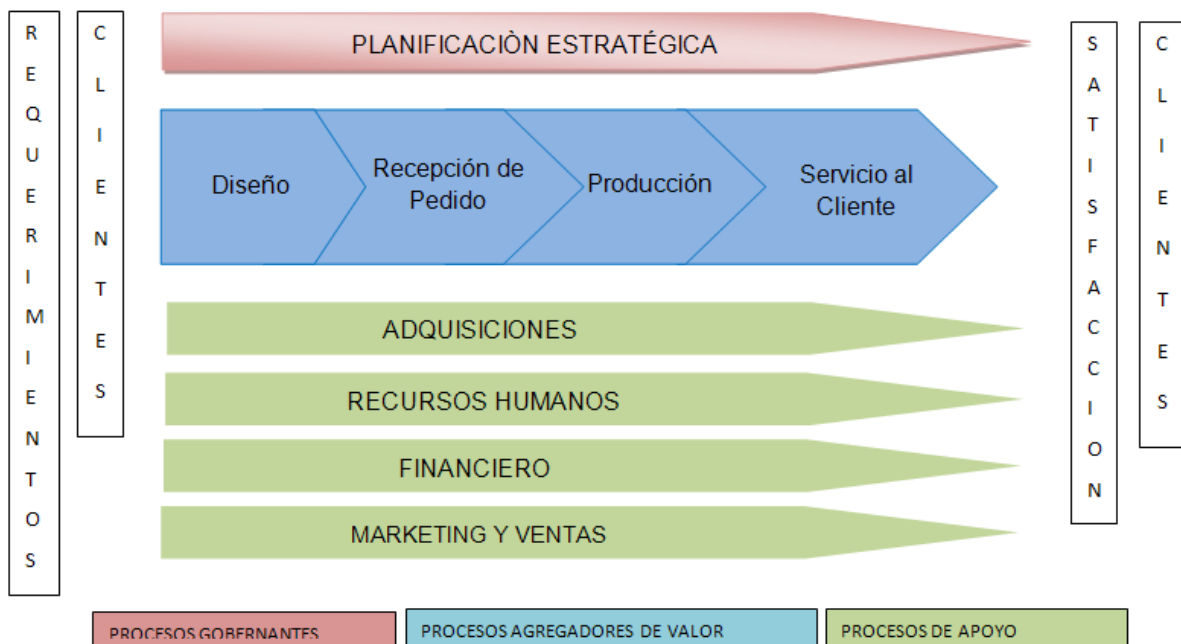 REQUERIMIENTOS
CLIENTES
PLANIFICACIÒN ESTRATÉGICA
Diseño
Recepción de
Pedido
Producción
Servicio al
Cliente
ADQUISICIONES
RECURSOS HUMANOS
FINANCIERO
MARKETING Y VENTAS
SATISFACCION
CLIENTES
PROCESOS GOBERNANTES
PROCESOS AGREGADORES DE VALOR
PROCESOS DE APOYO